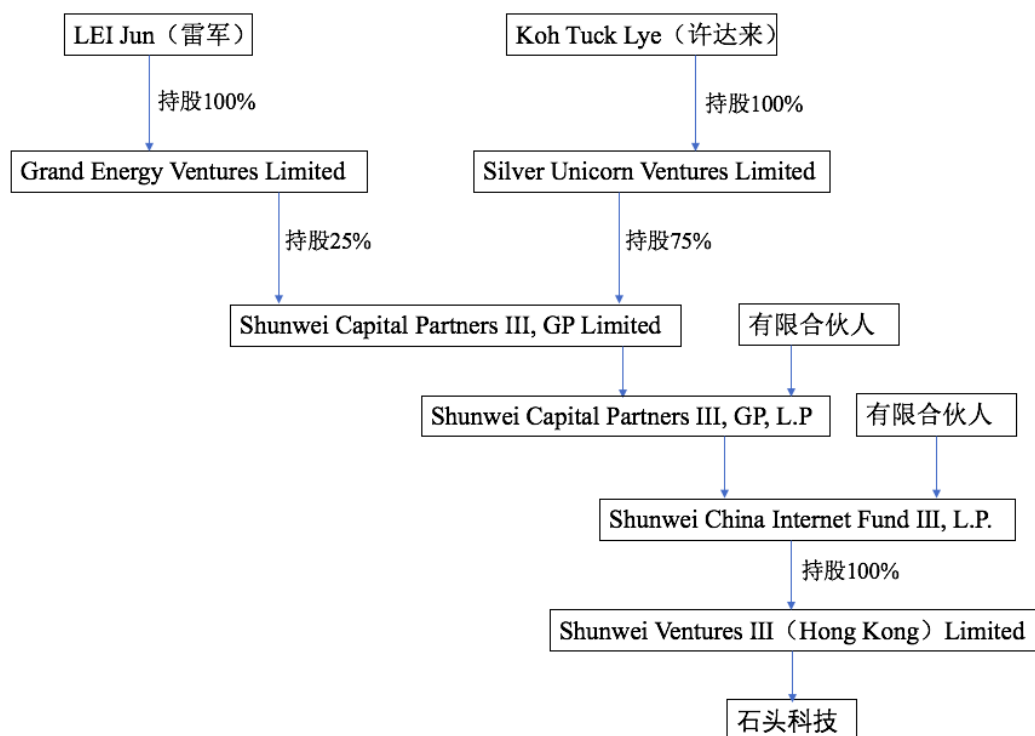 LEI Jun（雷军）
Koh Tuck Lye（许达来）
持股100%
持股100%
Grand Energy Ventures Limited
Silver Unicorn Ventures Limited
持股25%
持股75%
Shunwei Capital Partners III, GP Limited
有限合伙人
Shunwei Capital Partners III, GP, L.P
有限合伙人
Shunwei China Internet Fund III, L.P.
持股100%
Shunwei Ventures III（Hong Kong）Limited
石头科技